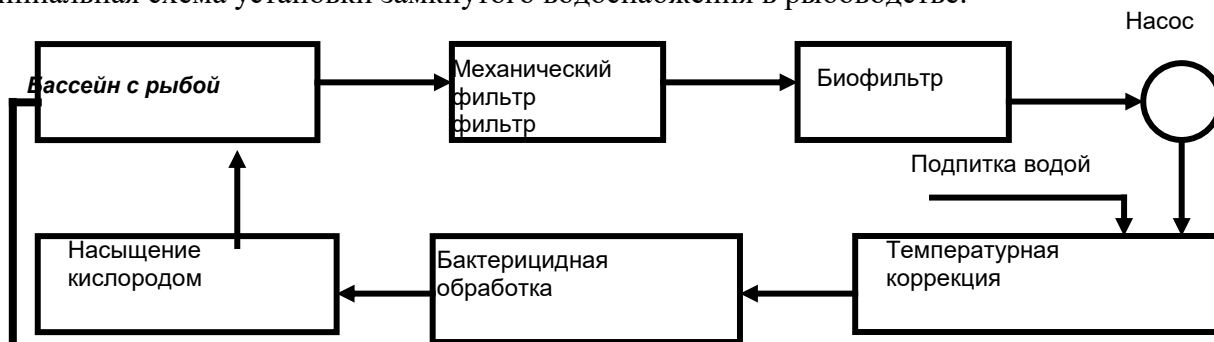 установки замкнутого водоснабжения в рыбоводстве.
Насос
Бассейн с рыбой
Механический
фильтр
фильтр
Биофильтр
Подпитка водой
Насыщение
кислородом
Бактерицидная
обработка
Температурная
коррекция